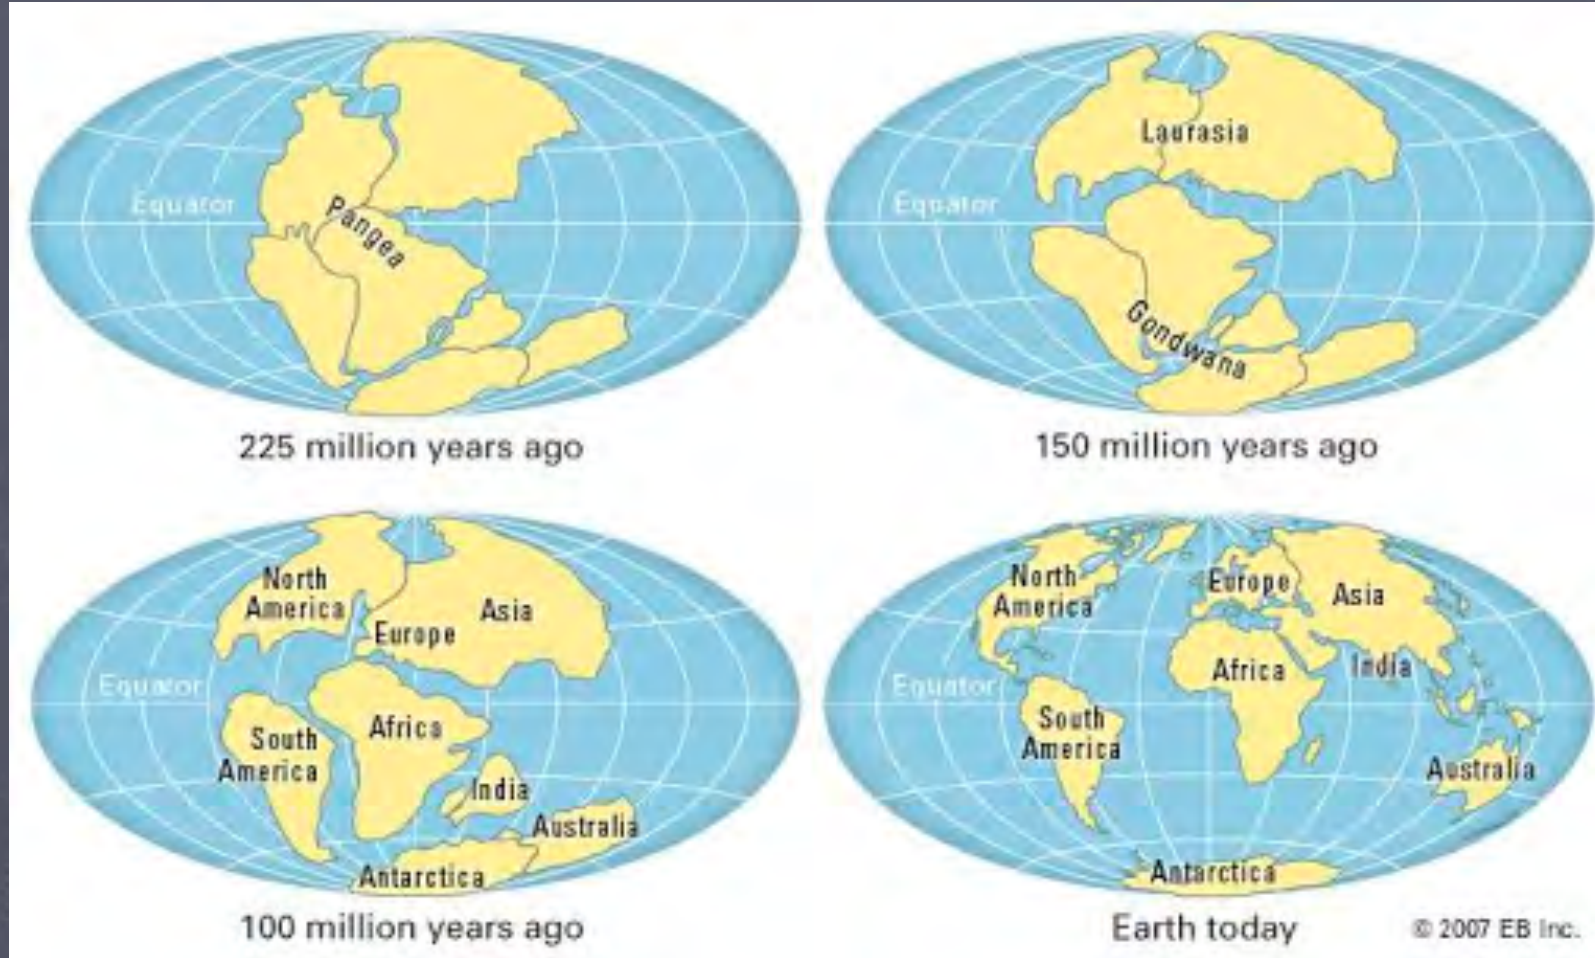 Equator
Pangea
225 million years ago
Laurasia
Equator
Gondwana
150 million years ago
North
America
Asia
Europe
Equator
Africa
South
America
India
Australia
Antarctica
100 million years ago
North
America
Europe
Asia
Africa
India
Equator
South
America
Australia
Antarctica
Earth today
© 2007 EB Inc.